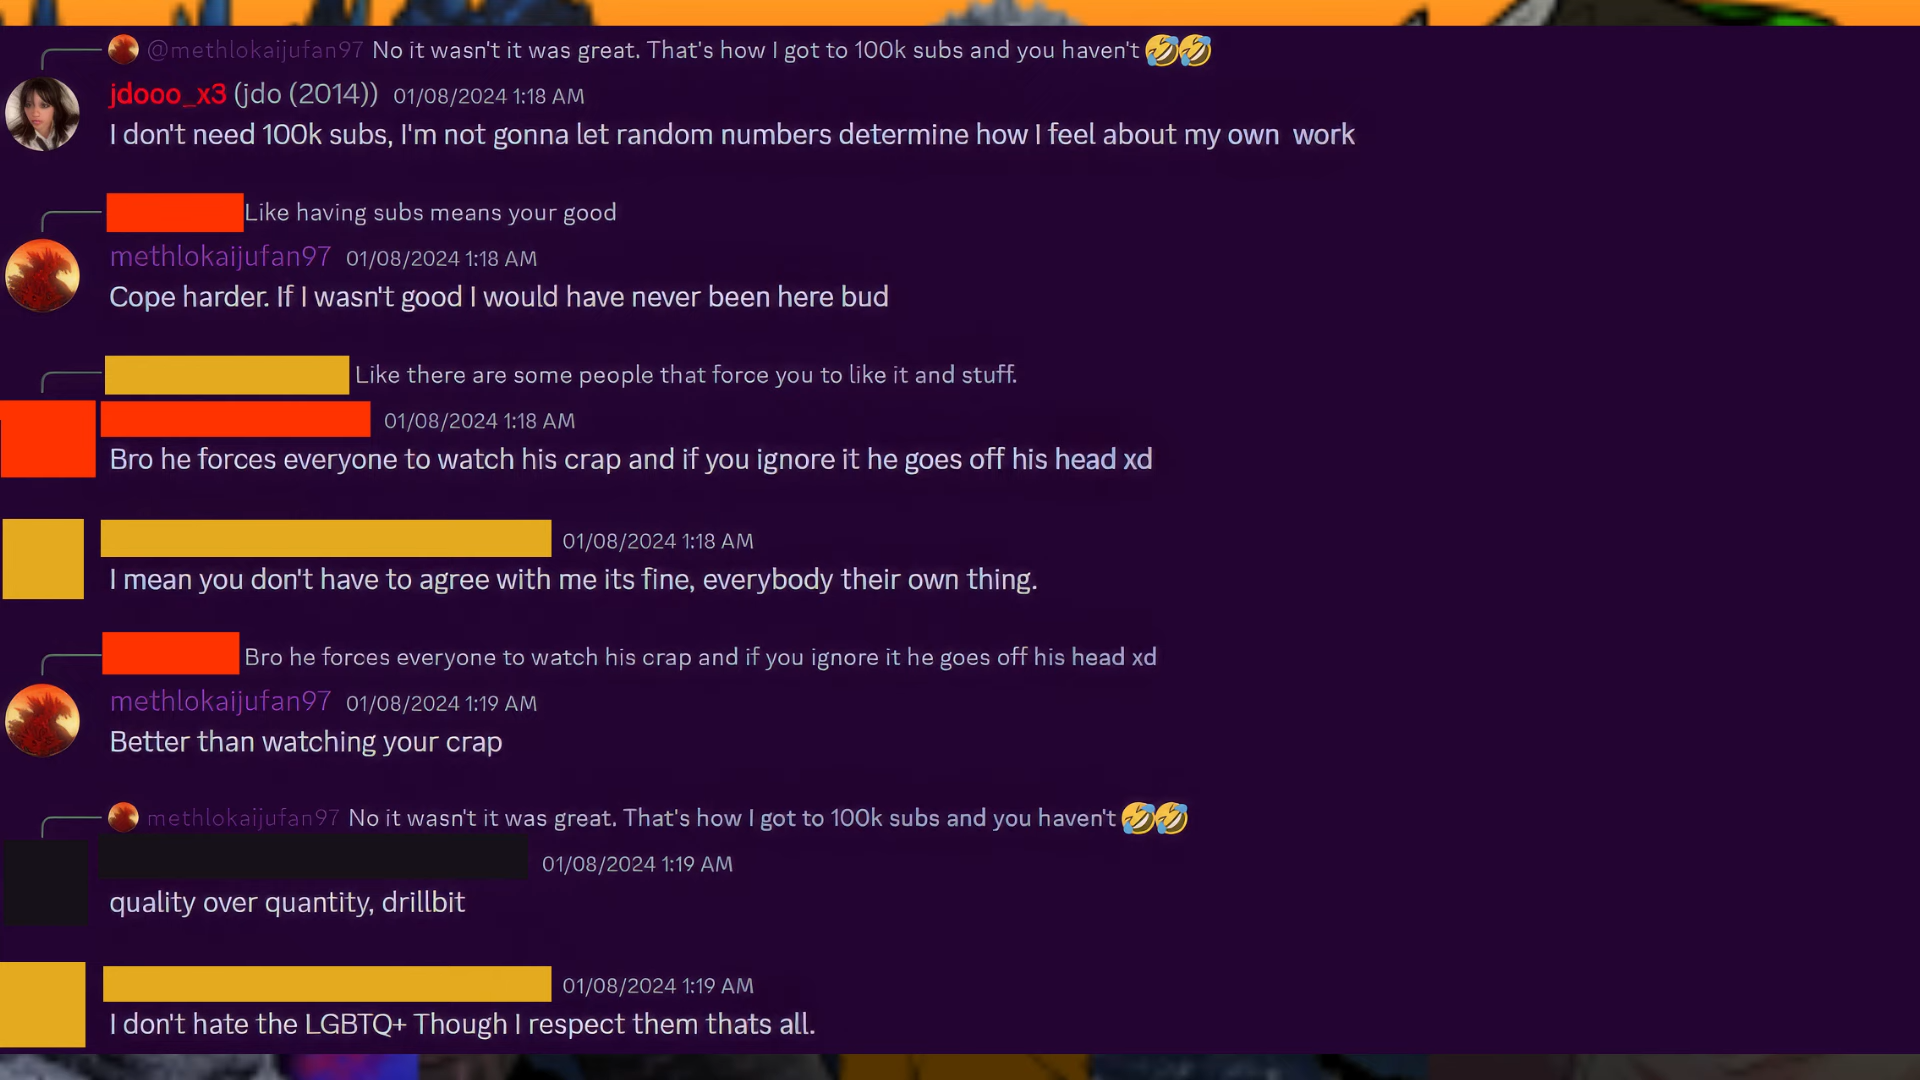 @methlokaijufan97 No it wasn't it was great. That's how I got to 100k subs and you haven't 🤣🤣
jdooo_x3 (jdo (2014)) 01/08/2024 1:18 AM
I don't need 100k subs, I'm not gonna let random numbers determine how I feel about my own work
Like having subs means your good
methlokaijufan97 01/08/2024 1:18 AM
Cope harder. If I wasn't good I would have never been here bud
Like there are some people that force you to like it and stuff.
01/08/2024 1:18 AM
Bro he forces everyone to watch his crap and if you ignore it he goes off his head xd
01/08/2024 1:18 AM
I mean you don't have to agree with me its fine, everybody their own thing.
Bro he forces everyone to watch his crap and if you ignore it he goes off his head xd
methlokaijufan97 01/08/2024 1:19 AM
Better than watching your crap
methlokaijufan97 No it wasn't it was great. That's how I got to 100k subs and you haven't 🤣🤣
01/08/2024 1:19 AM
quality over quantity, drillbit
01/08/2024 1:19 AM
I don't hate the LGBTQ+ Though I respect them thats all.